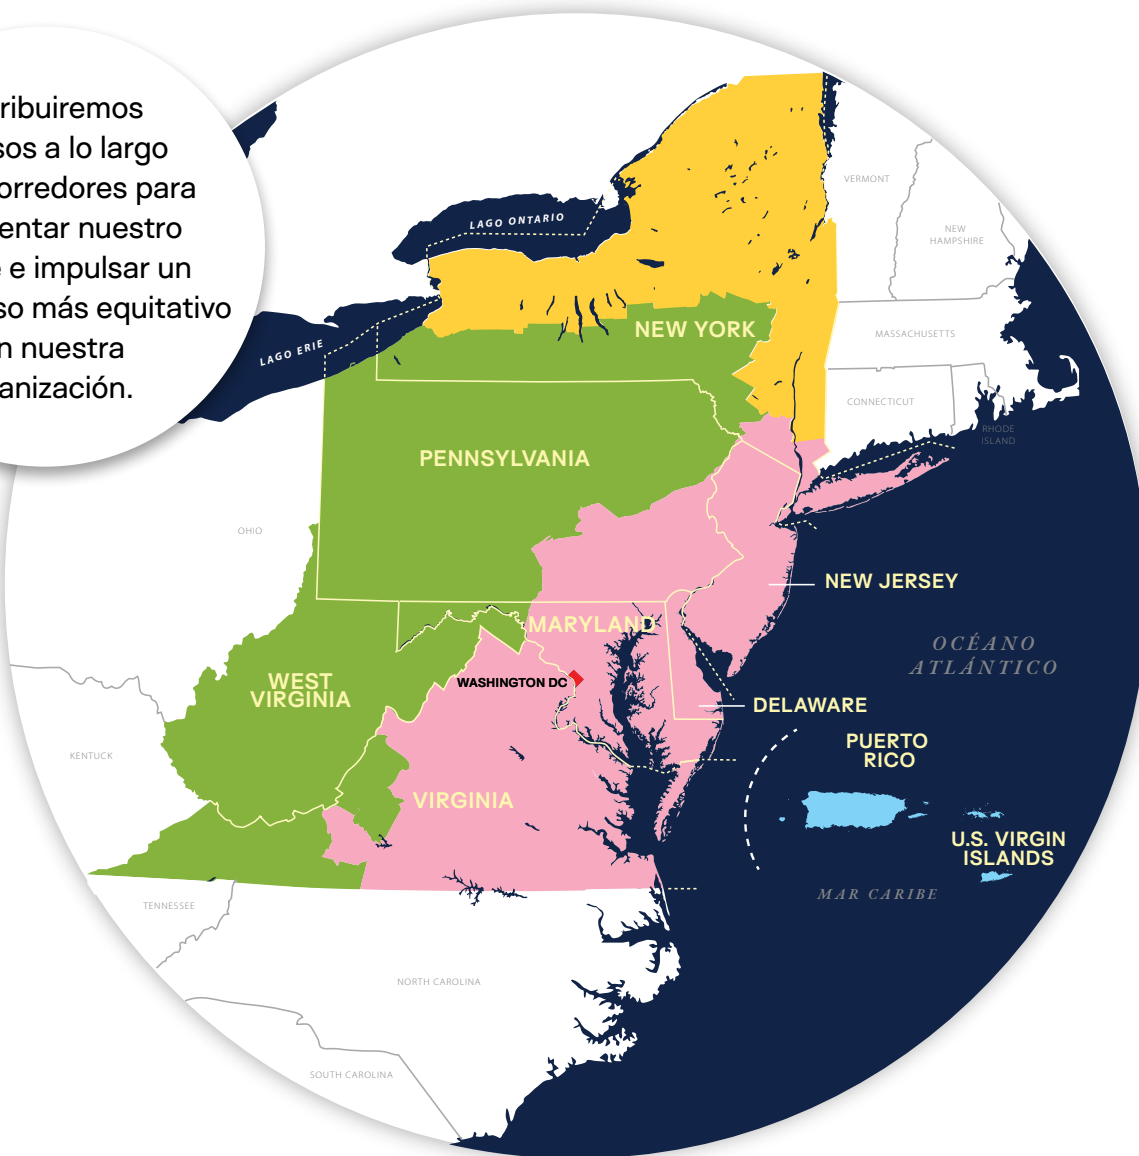 ribuiremos
sos a lo largo
orredores para
entar nuestro
e e impulsar un
so más equitativo
n nuestra
anización.
LAGO ONTARIO
LAGO ERIE
VERMONT
NEW
HAMPSHIRE
MASSACHUSETTS
CONNECTICUT
RHODE
ISLAND
NEW YORK
PENNSYLVANIA
OHIO
NEW JERSEY
MARYLAND
OCÉANO
ATLÁNTICO
WEST
VIRGINIA
WASHINGTON DC
DELAWARE
PUERTO
RICO
KENTUCK
VIRGINIA
U.S. VIRGIN
ISLANDS
MAR CARIBE
TENNESSEE
NORTH CAROLINA
SOUTH CAROLINA